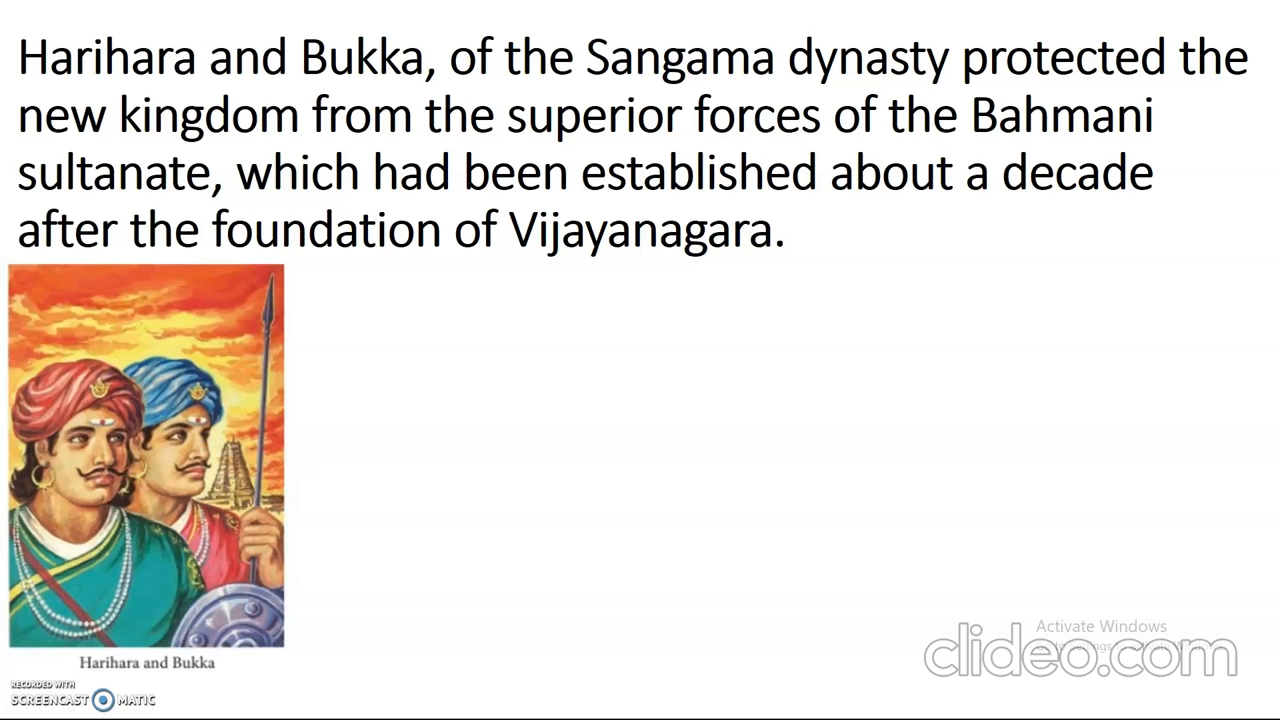 Harihara and Bukka, of the Sangama dynasty protected the
new kingdom from the superior forces of the Bahmani
sultanate, which had been established about a decade
after the foundation of Vijayanagara.
Harihara and Bukka
Activate Windows
clideo.com
RECORDED WITH
SCREENCAST MATIC